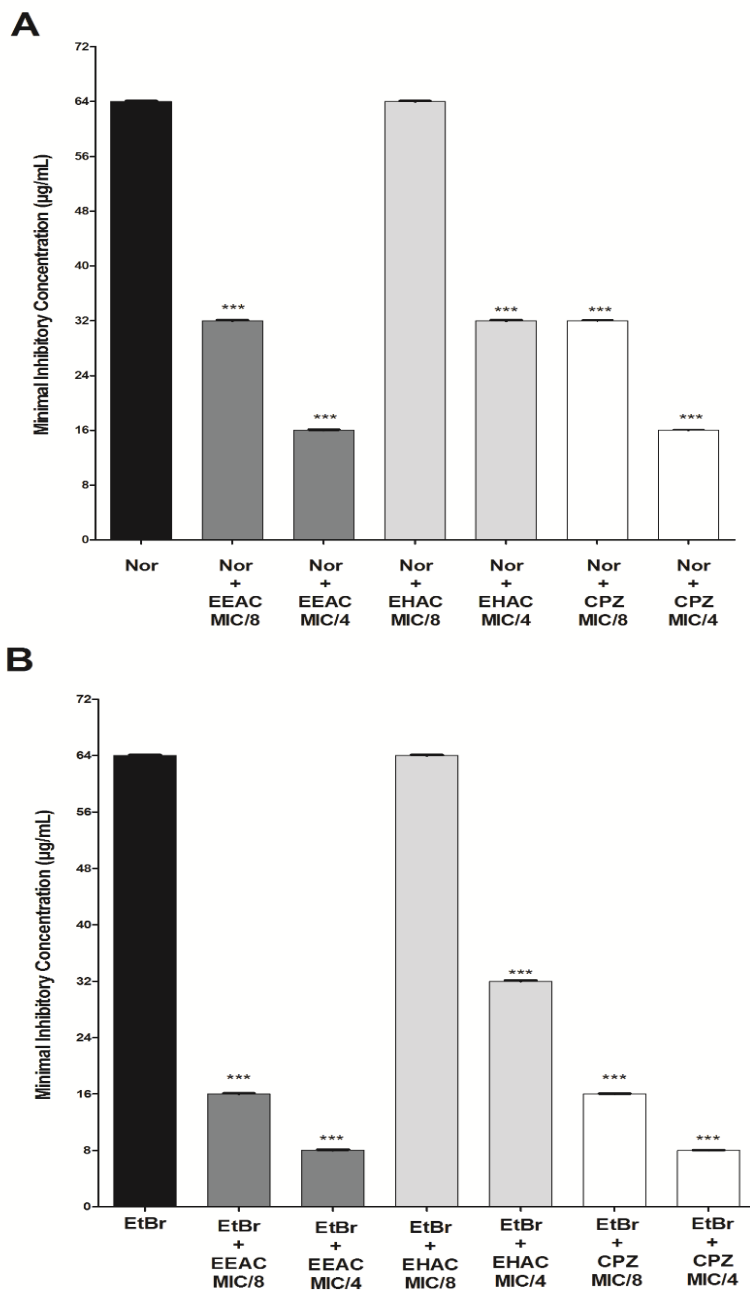 A
Minimal Inhibitory Concentration (µg/mL)
72
64
56
48
40
32
24
16
8
0
***
***
***
***
***
Nor
Nor
+
EEAC
MIC/8
Nor
+
EEAC
MIC/4
Nor
+
EHAC
MIC/8
Nor
+
EHAC
MIC/4
Nor
+
CPZ
MIC/8
Nor
+
CPZ
MIC/4
B
Minimal Inhibitory Concentration (µg/mL)
72
64
56
48
40
32
24
16
8
0
***
***
***
***
***
EtBr
EtBr
+
EEAC
MIC/8
EtBr
+
EEAC
MIC/4
EtBr
+
EHAC
MIC/8
EtBr
+
EHAC
MIC/4
EtBr
+
CPZ
MIC/8
EtBr
+
CPZ
MIC/4